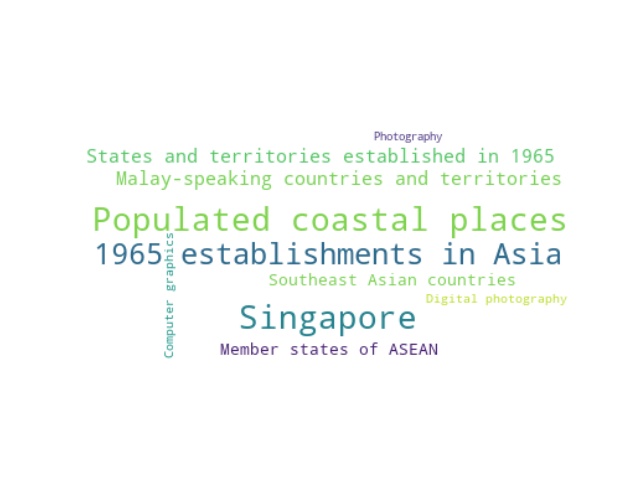 Photography
States and territories established in 1965
Malay-speaking countries and territories
Populated coastal places
1965 establishments in Asia
Computer graphics
Southeast Asian countries
Digital photography
Singapore
Member states of ASEAN